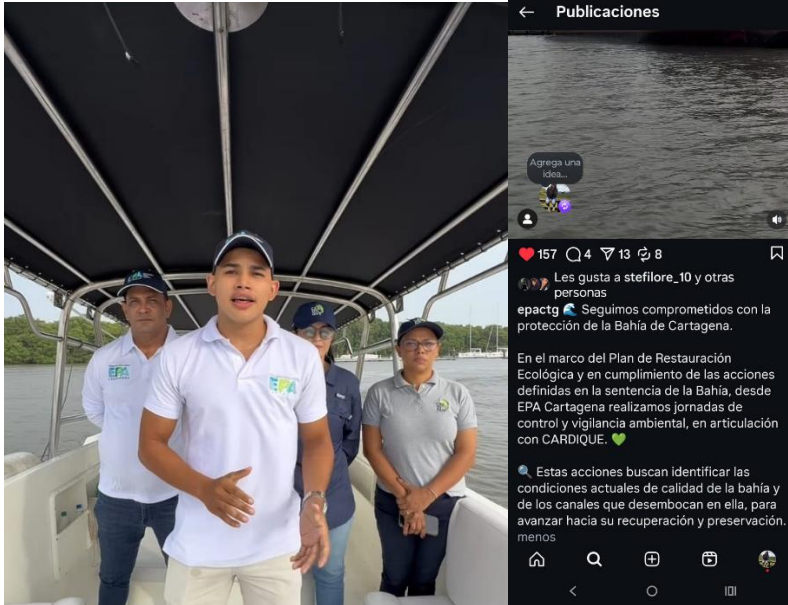 EPA
EPA
Publicaciones
Agrega una
idea...
157 4 13 8
Les gusta a stefilore_10 y otras
personas
epactg 🌊 Seguimos comprometidos con la
protección de la Bahía de Cartagena.
En el marco del Plan de Restauración
Ecológica y en cumplimiento de las acciones
definidas en la sentencia de la Bahía, desde
EPA Cartagena realizamos jornadas de
control y vigilancia ambiental, en articulación
con CARDIQUE. 💚
🔍 Estas acciones buscan identificar las
condiciones actuales de calidad de la bahía y
de los canales que desembocan en ella, para
avanzar hacia su recuperación y preservación.
menos